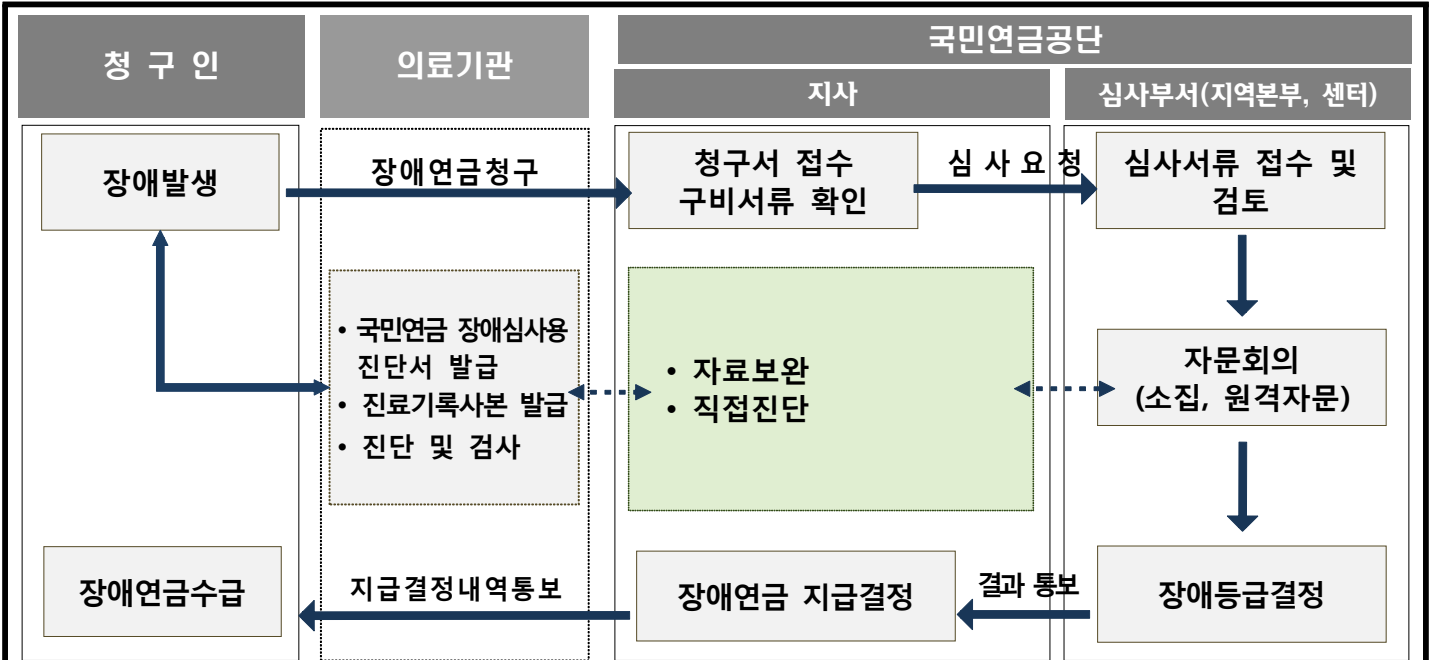 청 구 인
의료기관
국민연금공단
지사
심사부서(지역본부, 센터)
장애발생
장애연금청구
청구서 접수
구비서류 확인
심 사 요 청
심사서류 접수 및
검토
• 국민연금 장애심사용
진단서 발급
• 진료기록사본 발급
• 진단 및 검사
• 자료보완
• 직접진단
자문회의
(소집, 원격자문)
장애연금수급
지급결정내역통보
장애연금 지급결정
결과 통보
장애등급결정